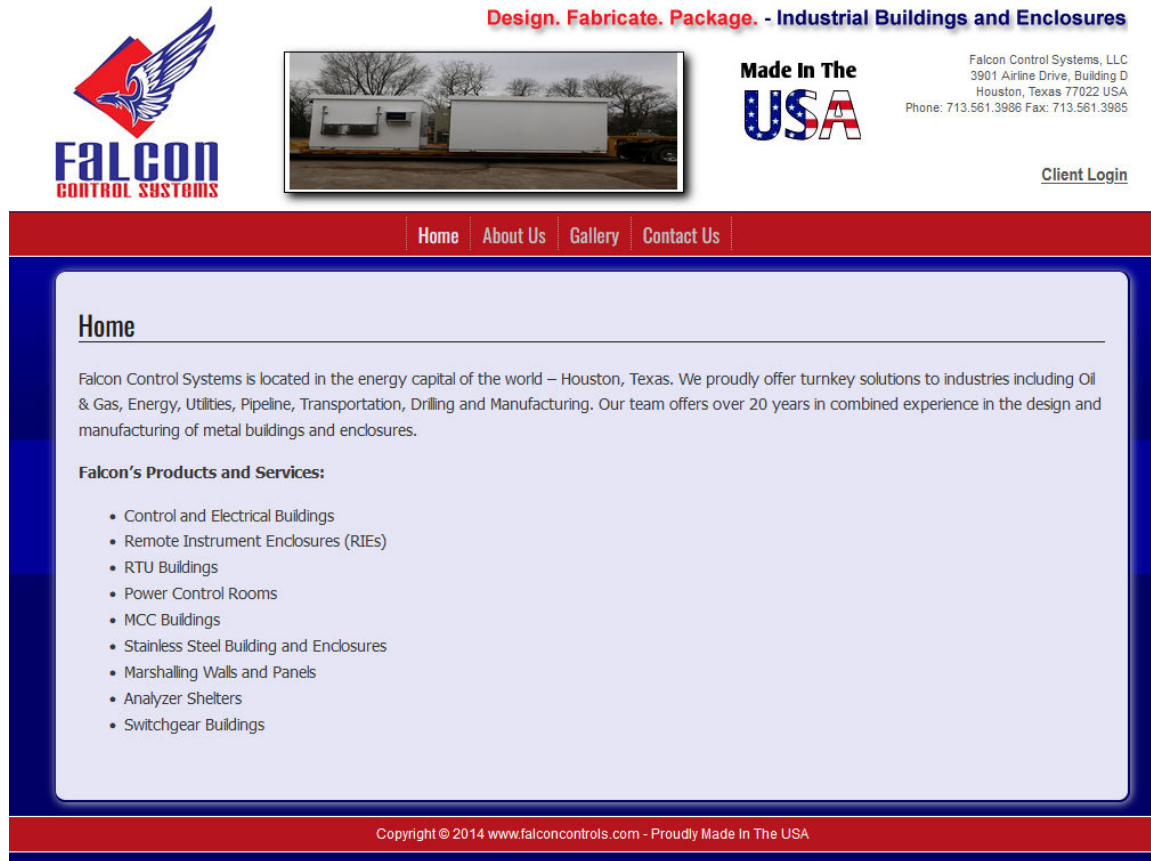 Design. Fabricate. Package. - Industrial Buildings and Enclosures
FALCON
CONTROL SYSTEMS
Made In The
USA
Falcon Control Systems, LLC
3901 Airline Drive, Building D
Houston, Texas 77022 USA
Phone: 713.561.3986 Fax: 713.561.3985
Client Login
Home About Us Gallery Contact Us
Home
Falcon Control Systems is located in the energy capital of the world – Houston, Texas. We proudly offer turnkey solutions to industries including Oil
& Gas, Energy, Utilities, Pipeline, Transportation, Drilling and Manufacturing. Our team offers over 20 years in combined experience in the design and
manufacturing of metal buildings and enclosures.
Falcon’s Products and Services:
• Control and Electrical Buildings
• Remote Instrument Enclosures (RIEs)
• RTU Buildings
• Power Control Rooms
• MCC Buildings
• Stainless Steel Building and Enclosures
• Marshalling Walls and Panels
• Analyzer Shelters
• Switchgear Buildings
Copyright © 2014 www.falconcontrols.com - Proudly Made In The USA